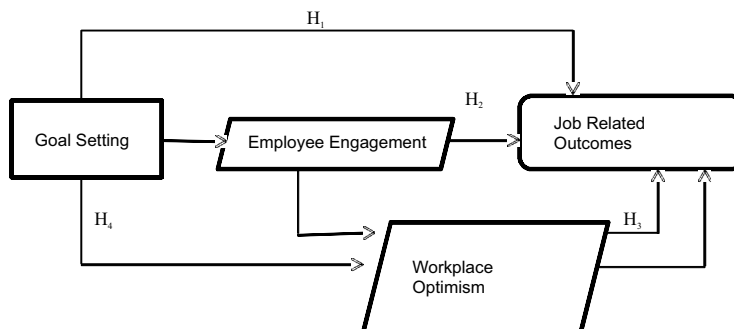 H₁
H₂
Goal Setting
Employee Engagement
Job Related
Outcomes
H₄
H₃
Workplace
Optimism